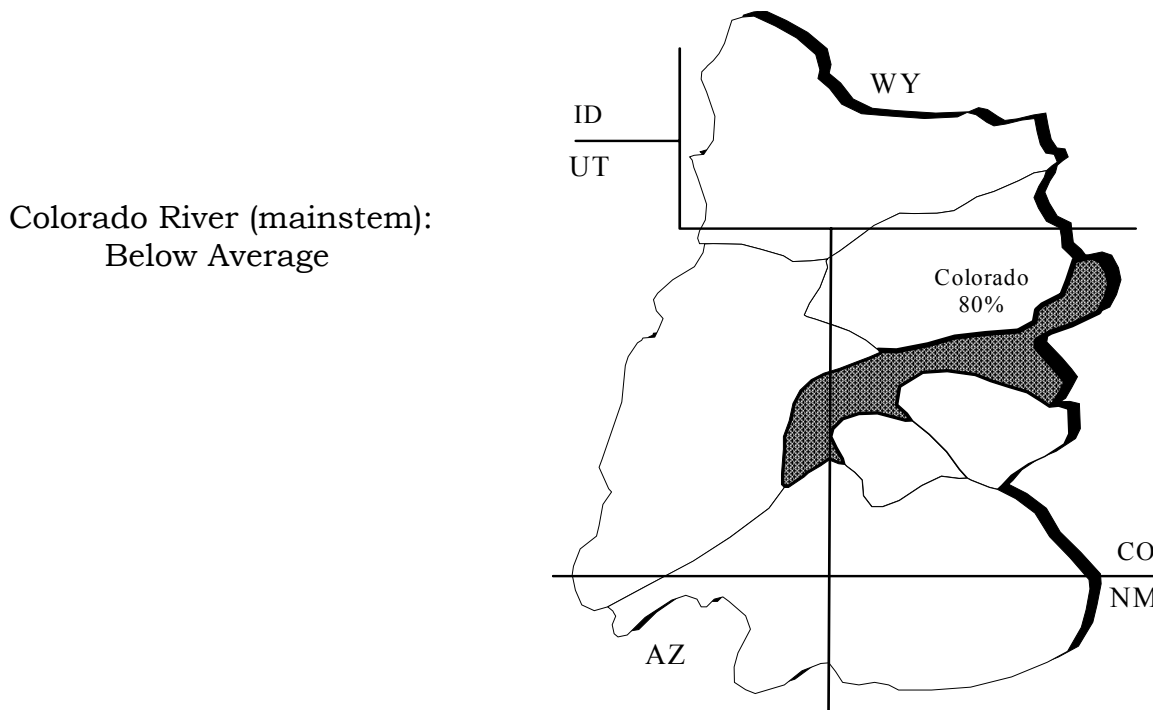 WY
ID
UT
Colorado River (mainstem):
Below Average
Colorado
80%
CO
NM
AZ